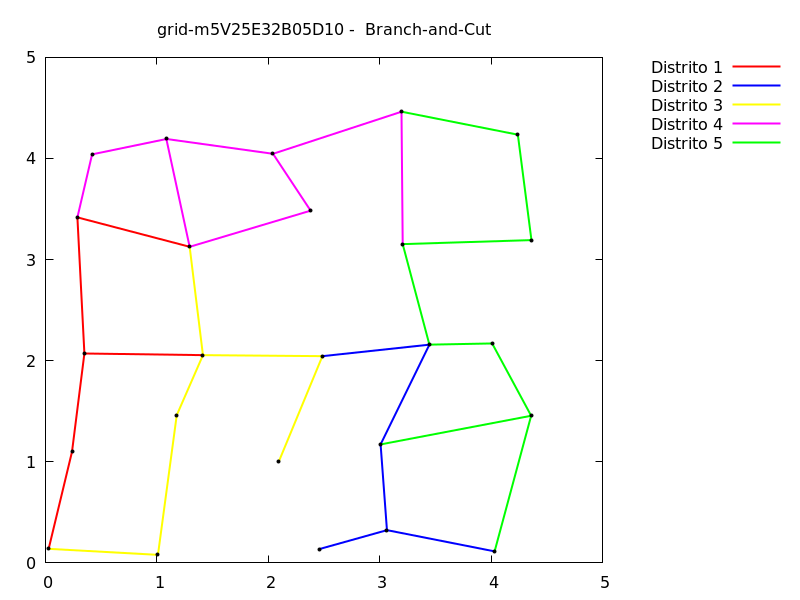 grid-m5V25E32B05D10 - Branch-and-Cut
Distrito 1
Distrito 2
Distrito 3
Distrito 4
Distrito 5
5
4
3
2
1
0
0 1 2 3 4 5